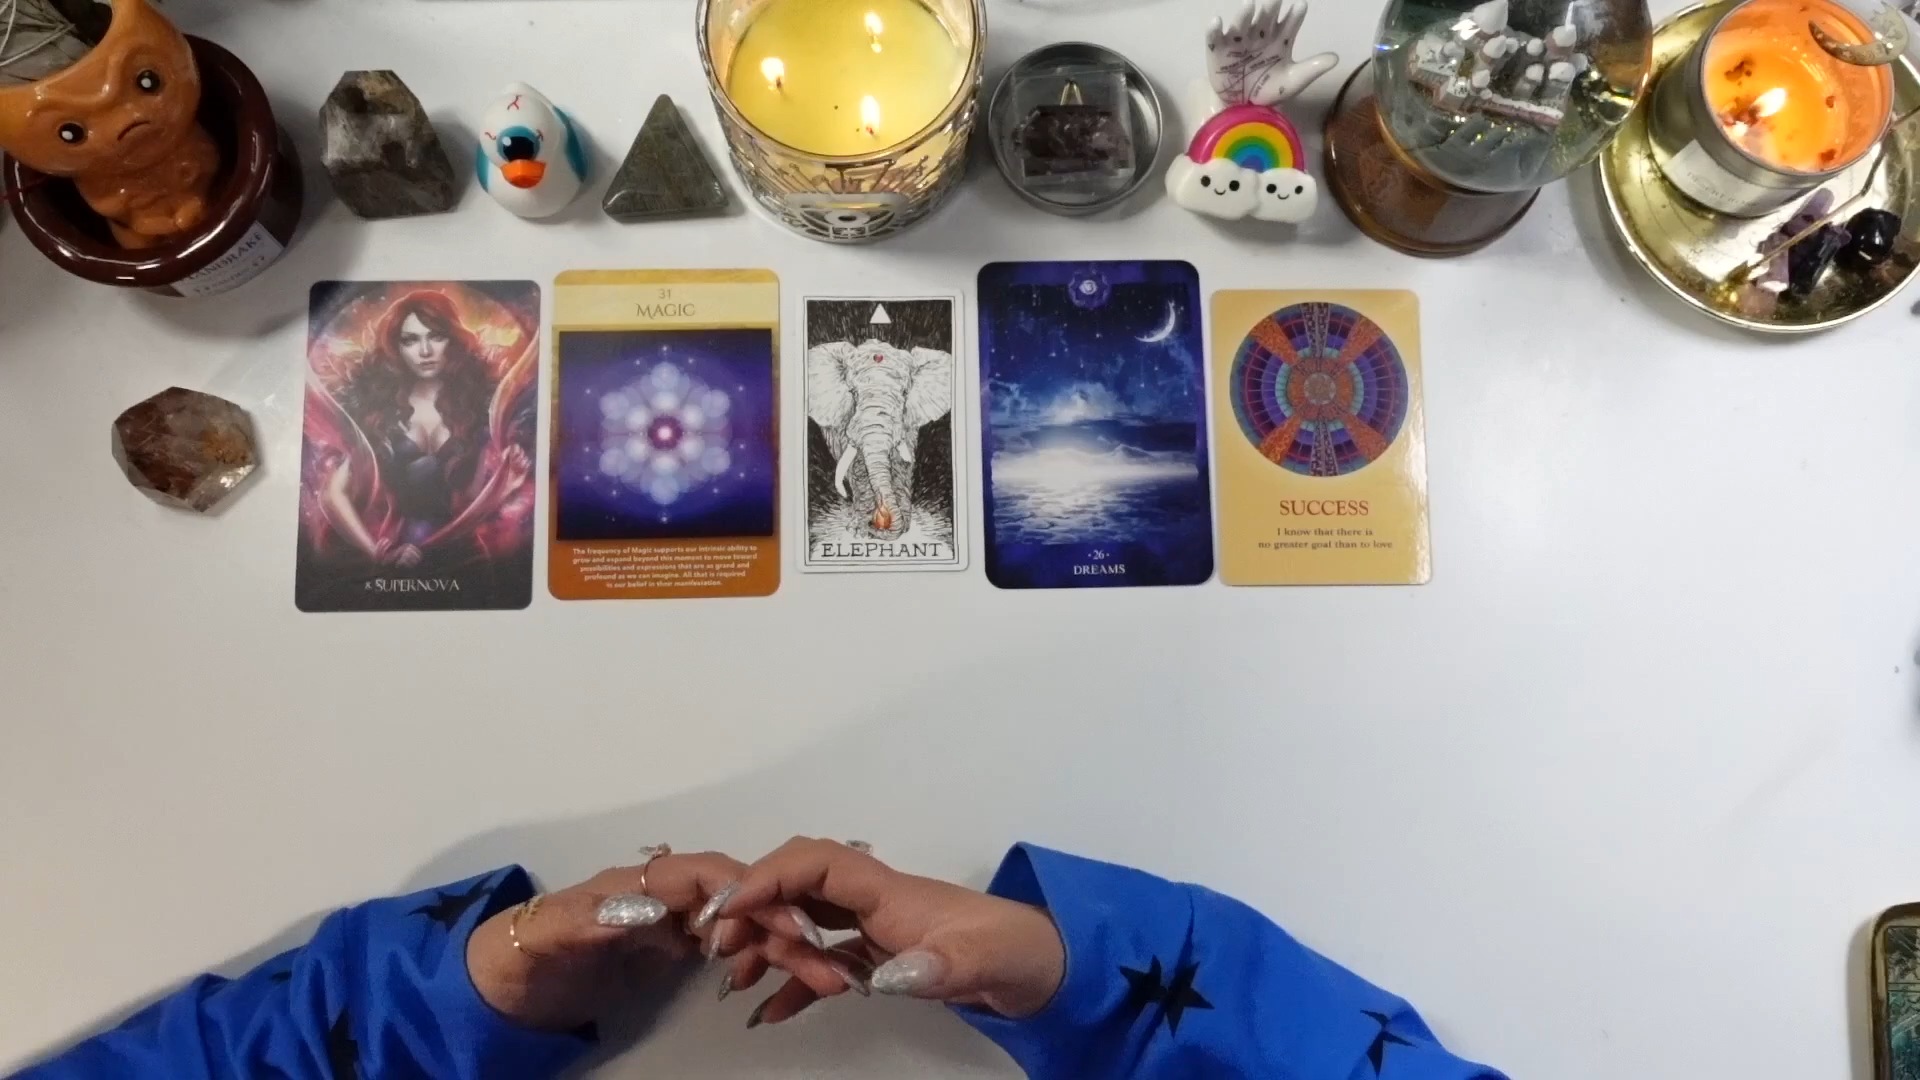 MANDRAKE
8 SUPERNOVA
31
MAGIC
The frequency of Magic supports our intrinsic ability to
grow and expand beyond this moment to move toward
possibilities and expressions that are as grand and
profound as we can imagine. All that is required
is our belief in their manifestation.
ELEPHANT
·26·
DREAMS
SUCCESS
I know that there is
no greater goal than to love